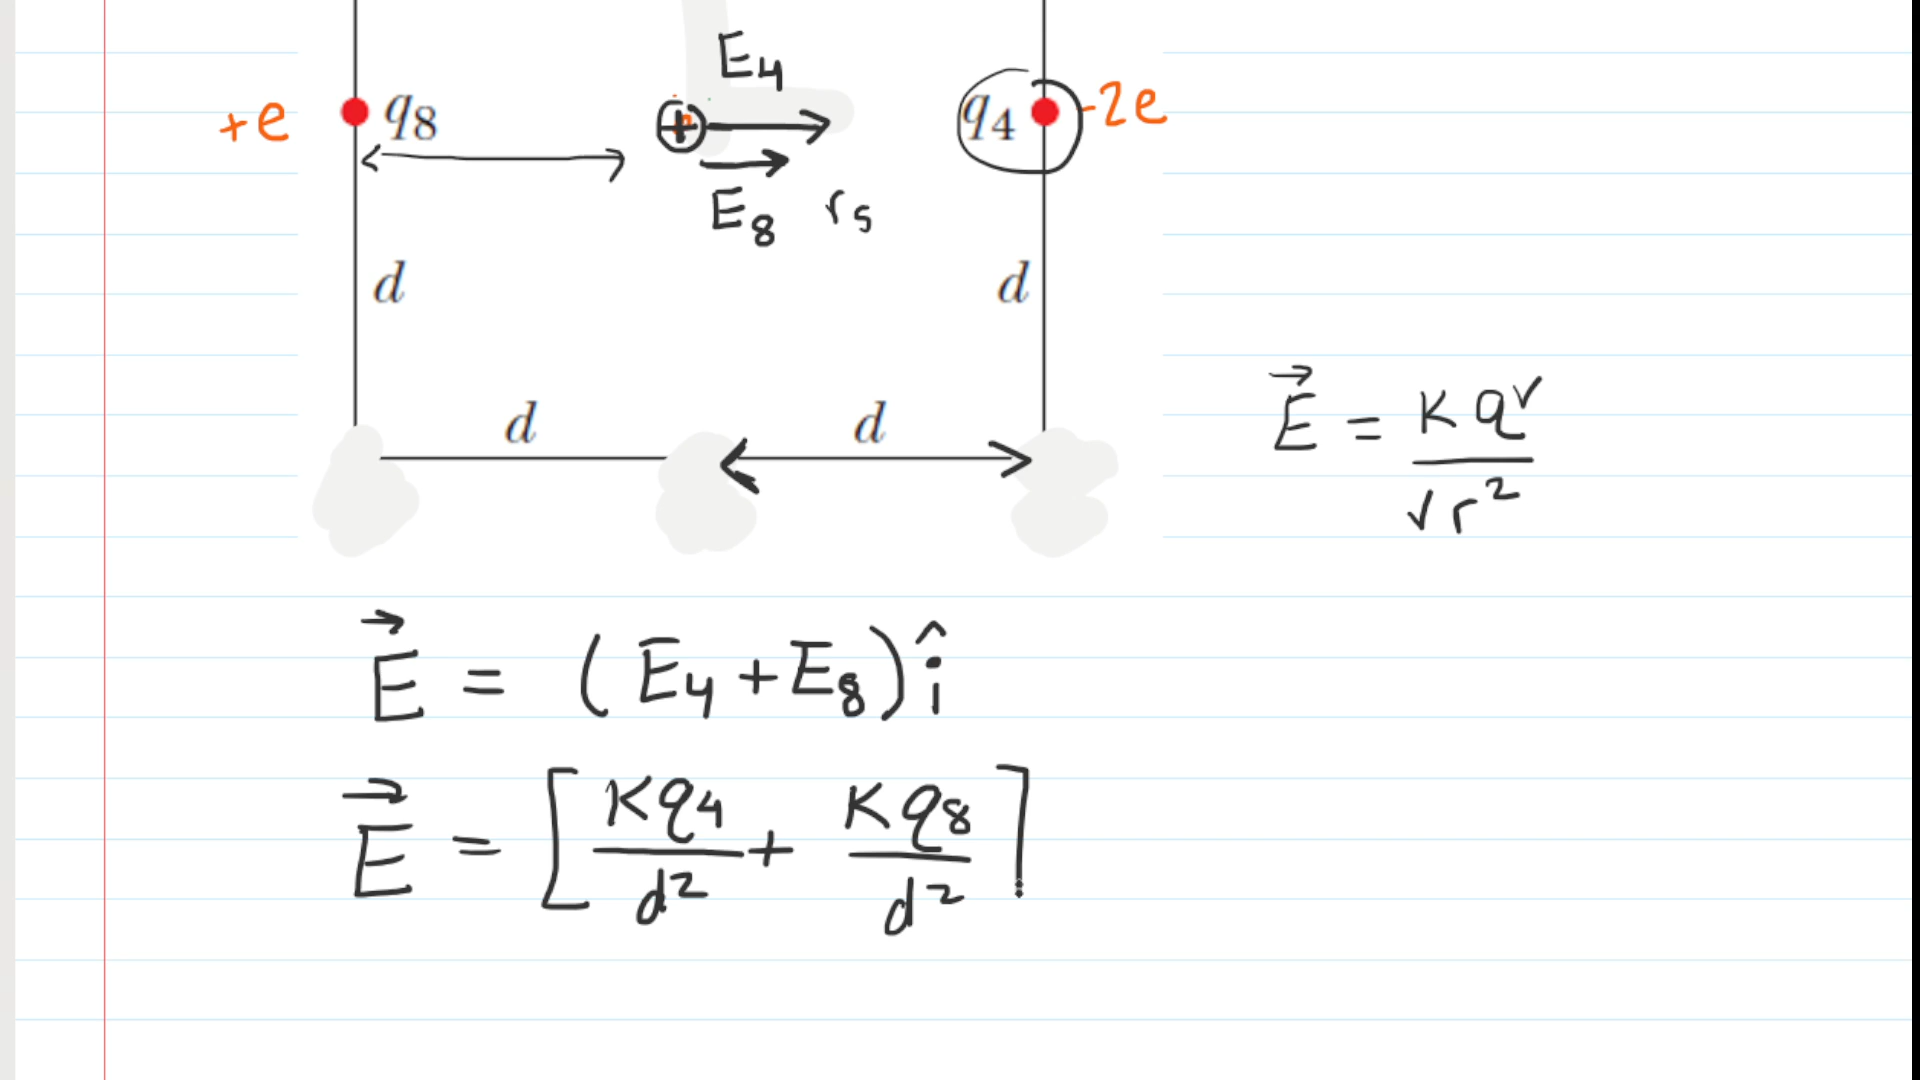 E4
+e q8 + q4 -2e
E8 r5
d d
d d
E⃗ = Kq / r²
E⃗ = (E4 + E8) î
E⃗ = [Kq4 / d² + Kq8 / d²]